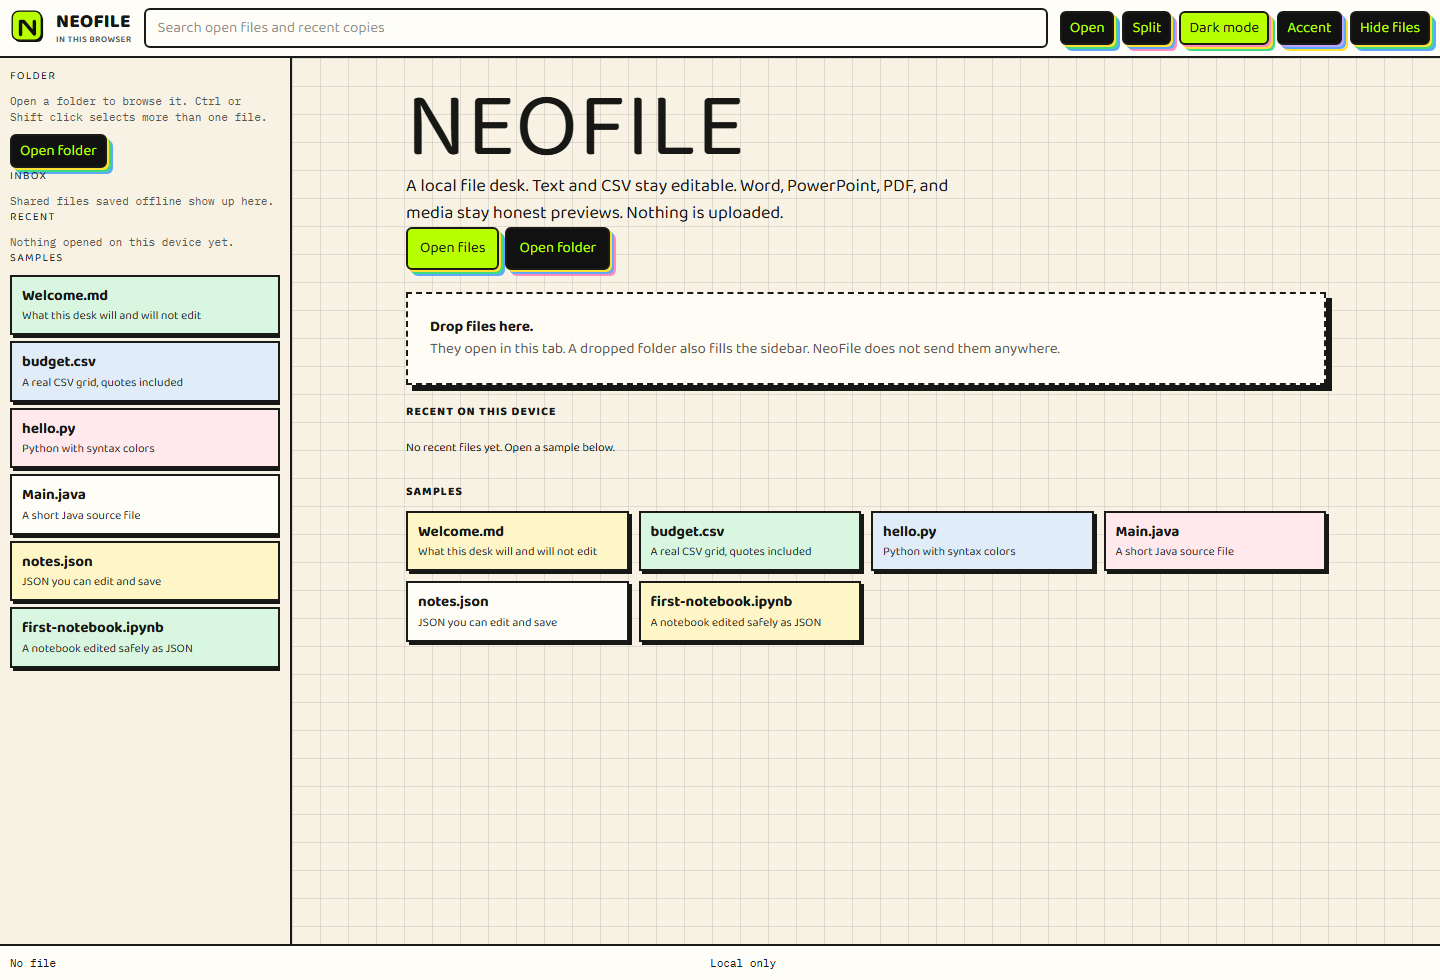 N
NEOFILE
IN THIS BROWSER
Search open files and recent copies
Open
Split
Dark mode
Accent
Hide files
FOLDER
Open a folder to browse it. Ctrl or
Shift click selects more than one file.
Open folder
INBOX
Shared files saved offline show up here.
RECENT
Nothing opened on this device yet.
SAMPLES
Welcome.md
What this desk will and will not edit
budget.csv
A real CSV grid, quotes included
hello.py
Python with syntax colors
Main.java
A short Java source file
notes.json
JSON you can edit and save
first-notebook.ipynb
A notebook edited safely as JSON
NEOFILE
A local file desk. Text and CSV stay editable. Word, PowerPoint, PDF, and
media stay honest previews. Nothing is uploaded.
Open files
Open folder
Drop files here.
They open in this tab. A dropped folder also fills the sidebar. NeoFile does not send them anywhere.
RECENT ON THIS DEVICE
No recent files yet. Open a sample below.
SAMPLES
Welcome.md
What this desk will and will not edit
budget.csv
A real CSV grid, quotes included
hello.py
Python with syntax colors
Main.java
A short Java source file
notes.json
JSON you can edit and save
first-notebook.ipynb
A notebook edited safely as JSON
No file
Local only